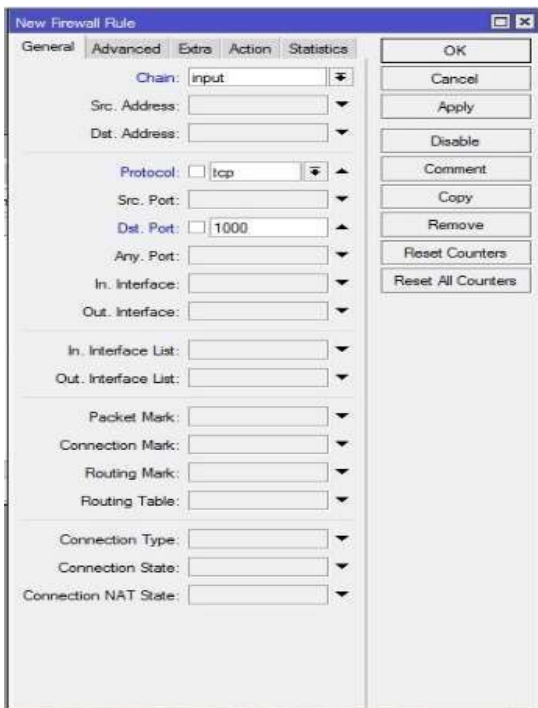 New Firewall Rule
General Advanced Extra Action Statistics
Chain: input
Src. Address:
Dst. Address:
Protocol: tcp
Src. Port:
Dst. Port: 1000
Any. Port:
In. Interface:
Out. Interface:
In. Interface List:
Out. Interface List:
Packet Mark:
Connection Mark:
Routing Mark:
Routing Table:
Connection Type:
Connection State:
Connection NAT State:
OK
Cancel
Apply
Disable
Comment
Copy
Remove
Reset Counters
Reset All Counters